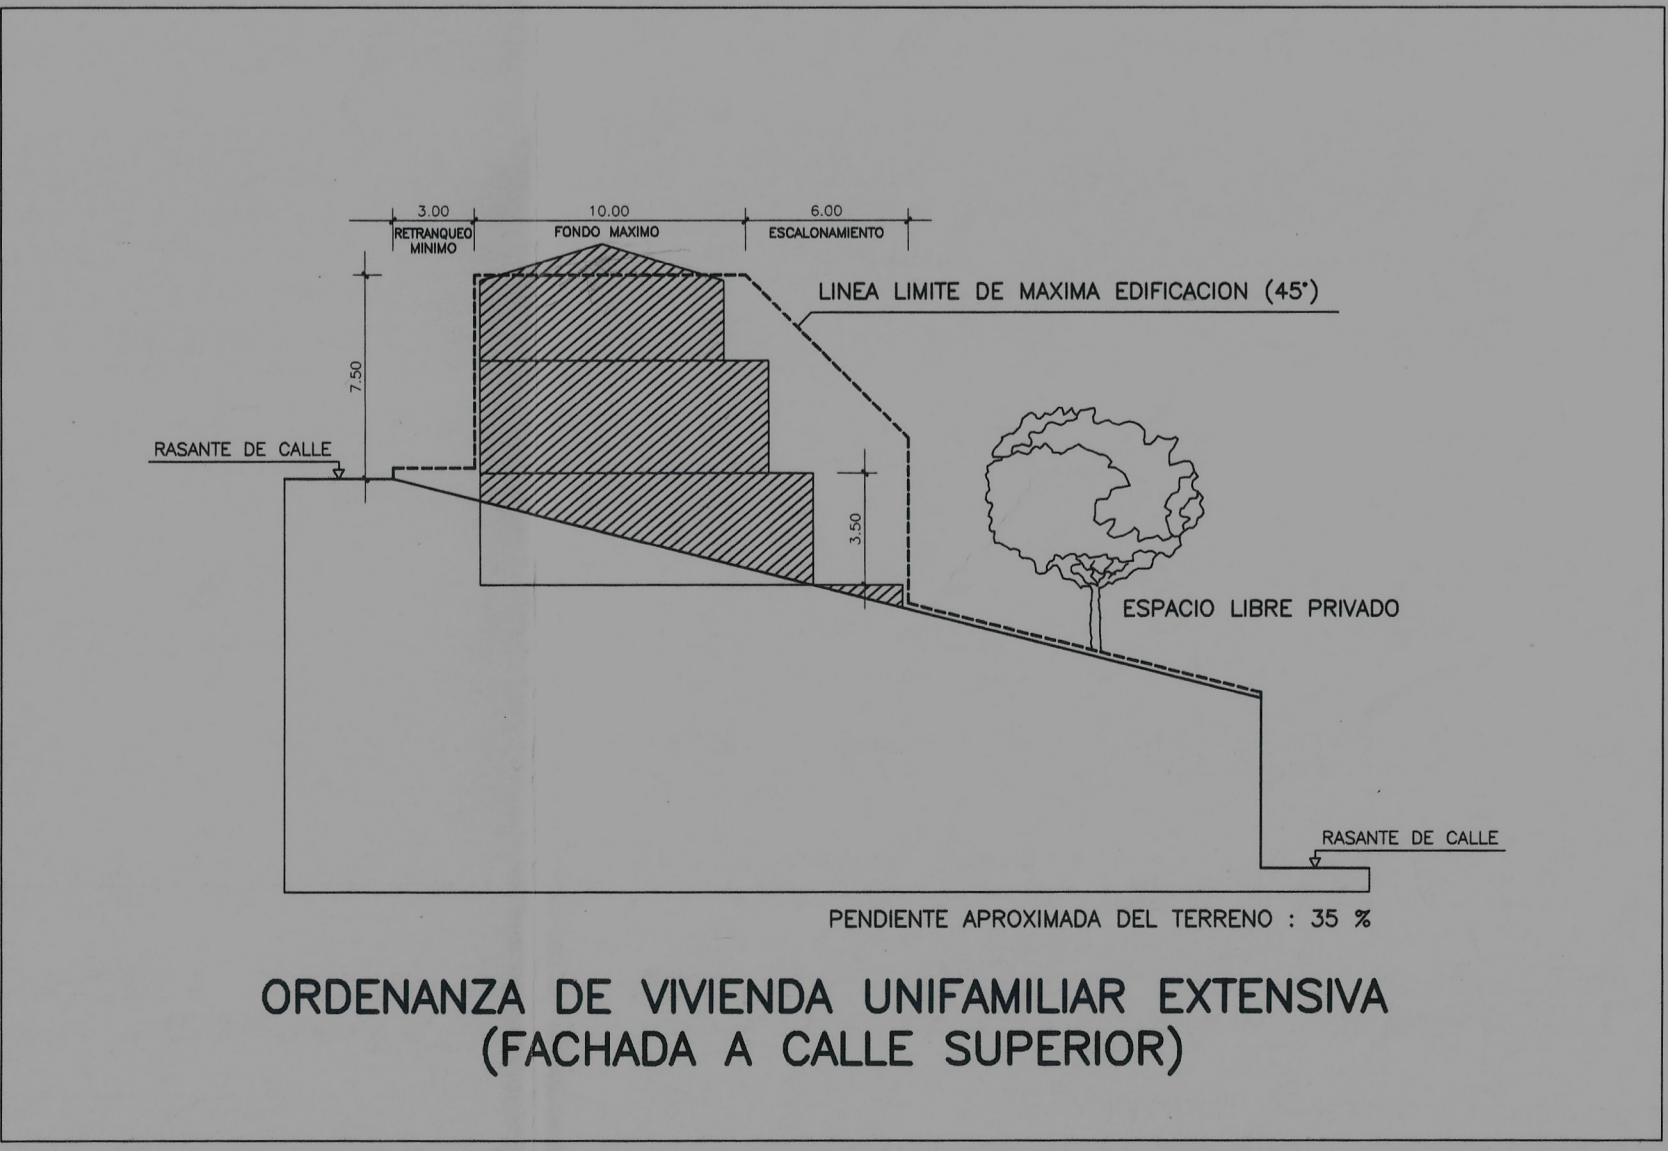 3.00 10.00 6.00
RETRANQUEO MINIMO
FONDO MAXIMO
ESCALONAMIENTO
LINEA LIMITE DE MAXIMA EDIFICACION (45°)
7.50
RASANTE DE CALLE
3.50
ESPACIO LIBRE PRIVADO
RASANTE DE CALLE
PENDIENTE APROXIMADA DEL TERRENO : 35 %
ORDENANZA DE VIVIENDA UNIFAMILIAR EXTENSIVA
(FACHADA A CALLE SUPERIOR)